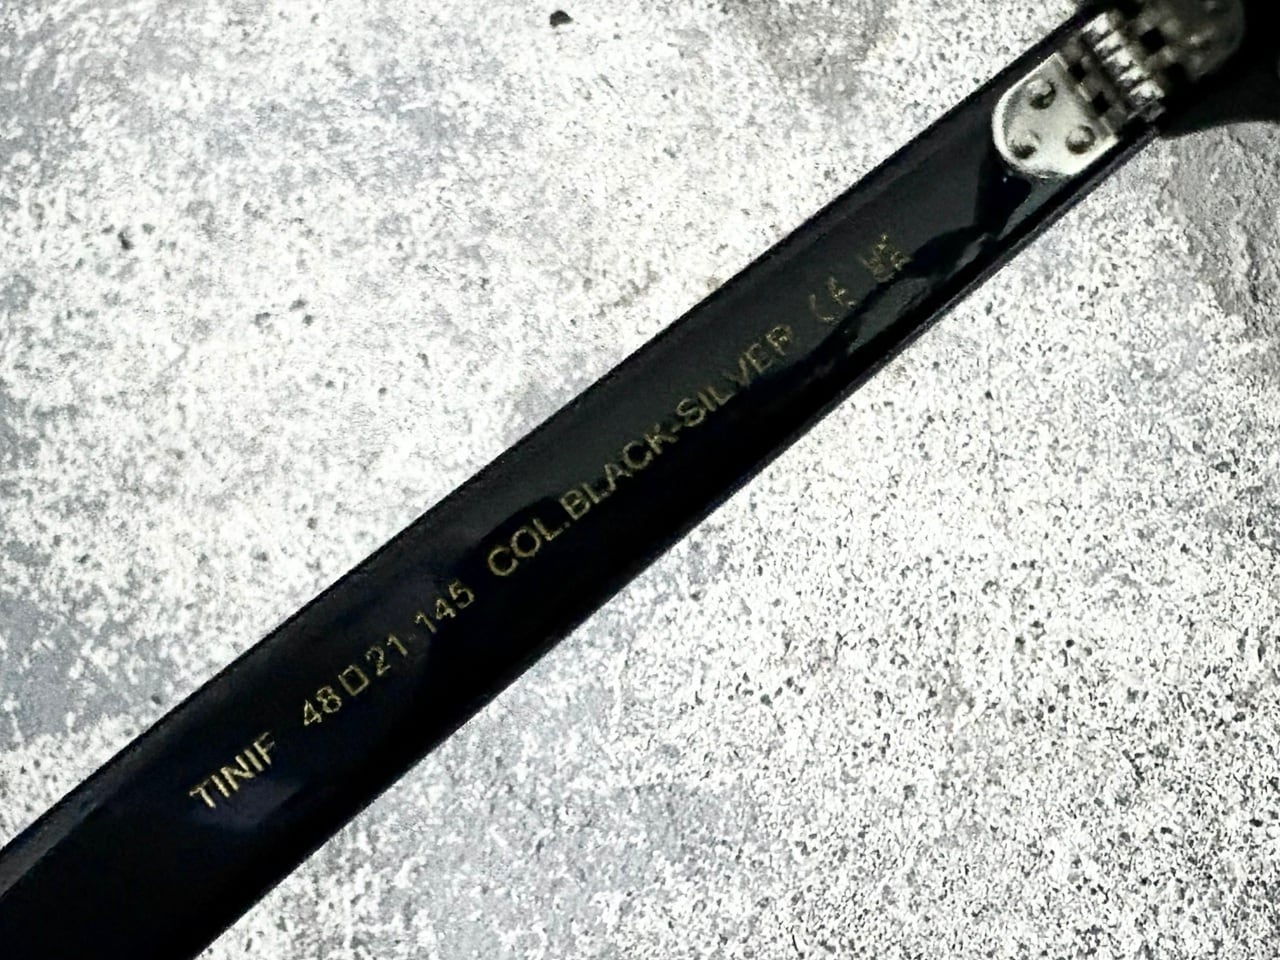 TINIF 48□21-145 COL.BLACK-SILVER CE